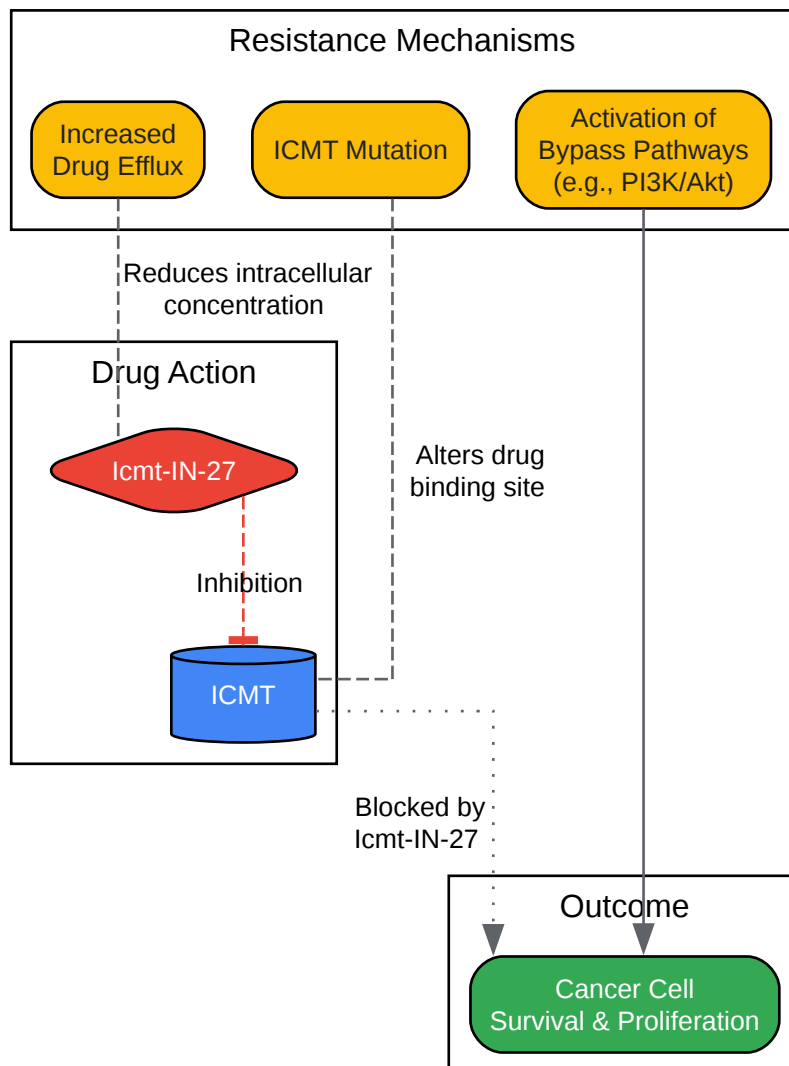 Resistance Mechanisms
Increased
Drug Efflux
ICMT Mutation
Activation of
Bypass Pathways
(e.g., PI3K/Akt)
Reduces intracellular
concentration
Drug Action
Icmt-IN-27
Alters drug
binding site
Inhibition
ICMT
Blocked by
Icmt-IN-27
Outcome
Cancer Cell
Survival & Proliferation